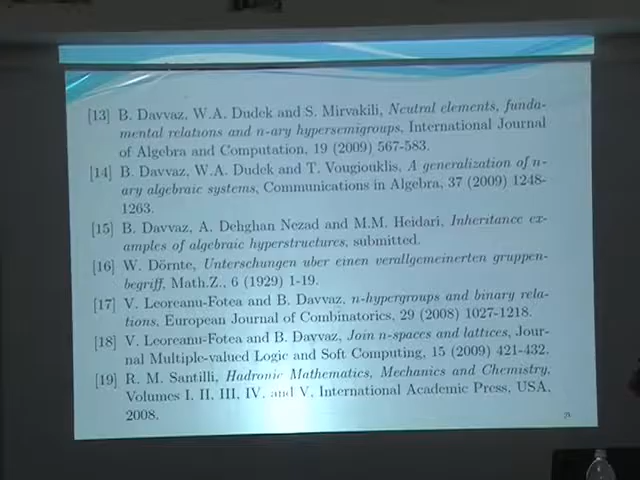 [13] B. Davvaz, W.A. Dudek and S. Mirvakili, Neutral elements, funda-
mental relations and n-ary hypersemigroups, International Journal
of Algebra and Computation, 19 (2009) 567-583.
[14] B. Davvaz, W.A. Dudek and T. Vougiouklis, A generalization of n-
ary algebraic systems, Communications in Algebra, 37 (2009) 1248-
1263.
[15] B. Davvaz, A. Dehghan Nezad and M.M. Heidari, Inheritance ex-
amples of algebraic hyperstructures, submitted.
[16] W. Dörnte, Unterschungen uber einen verallgemeinerten gruppen-
begriff, Math.Z., 6 (1929) 1-19.
[17] V. Leoreanu-Fotea and B. Davvaz, n-hypergroups and binary rela-
tions, European Journal of Combinatorics, 29 (2008) 1027-1218.
[18] V. Leoreanu-Fotea and B. Davvaz, Join n-spaces and lattices, Jour-
nal Multiple-valued Logic and Soft Computing, 15 (2009) 421-432.
[19] R. M. Santilli, Hadronic Mathematics, Mechanics and Chemistry,
Volumes I, II, III, IV, and V, International Academic Press, USA,
2008.